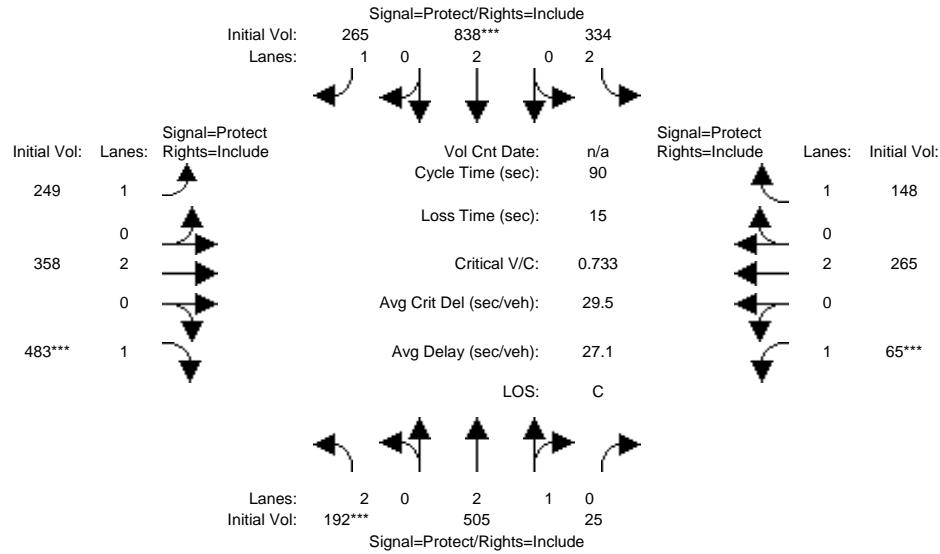 Signal=Protect/Rights=Include
Initial Vol: 265 838*** 334
Lanes: 1 0 2 0 2
Signal=Protect
Initial Vol: Lanes: Rights=Include
Vol Cnt Date: n/a
Signal=Protect
Rights=Include Lanes: Initial Vol:
Cycle Time (sec): 90
249 1
1 148
Loss Time (sec): 15
0
0
358 2
Critical V/C: 0.733
2 265
0
Avg Crit Del (sec/veh): 29.5
0
483*** 1
Avg Delay (sec/veh): 27.1
1 65***
LOS: C
Lanes: 2 0 2 1 0
Initial Vol: 192*** 505 25
Signal=Protect/Rights=Include